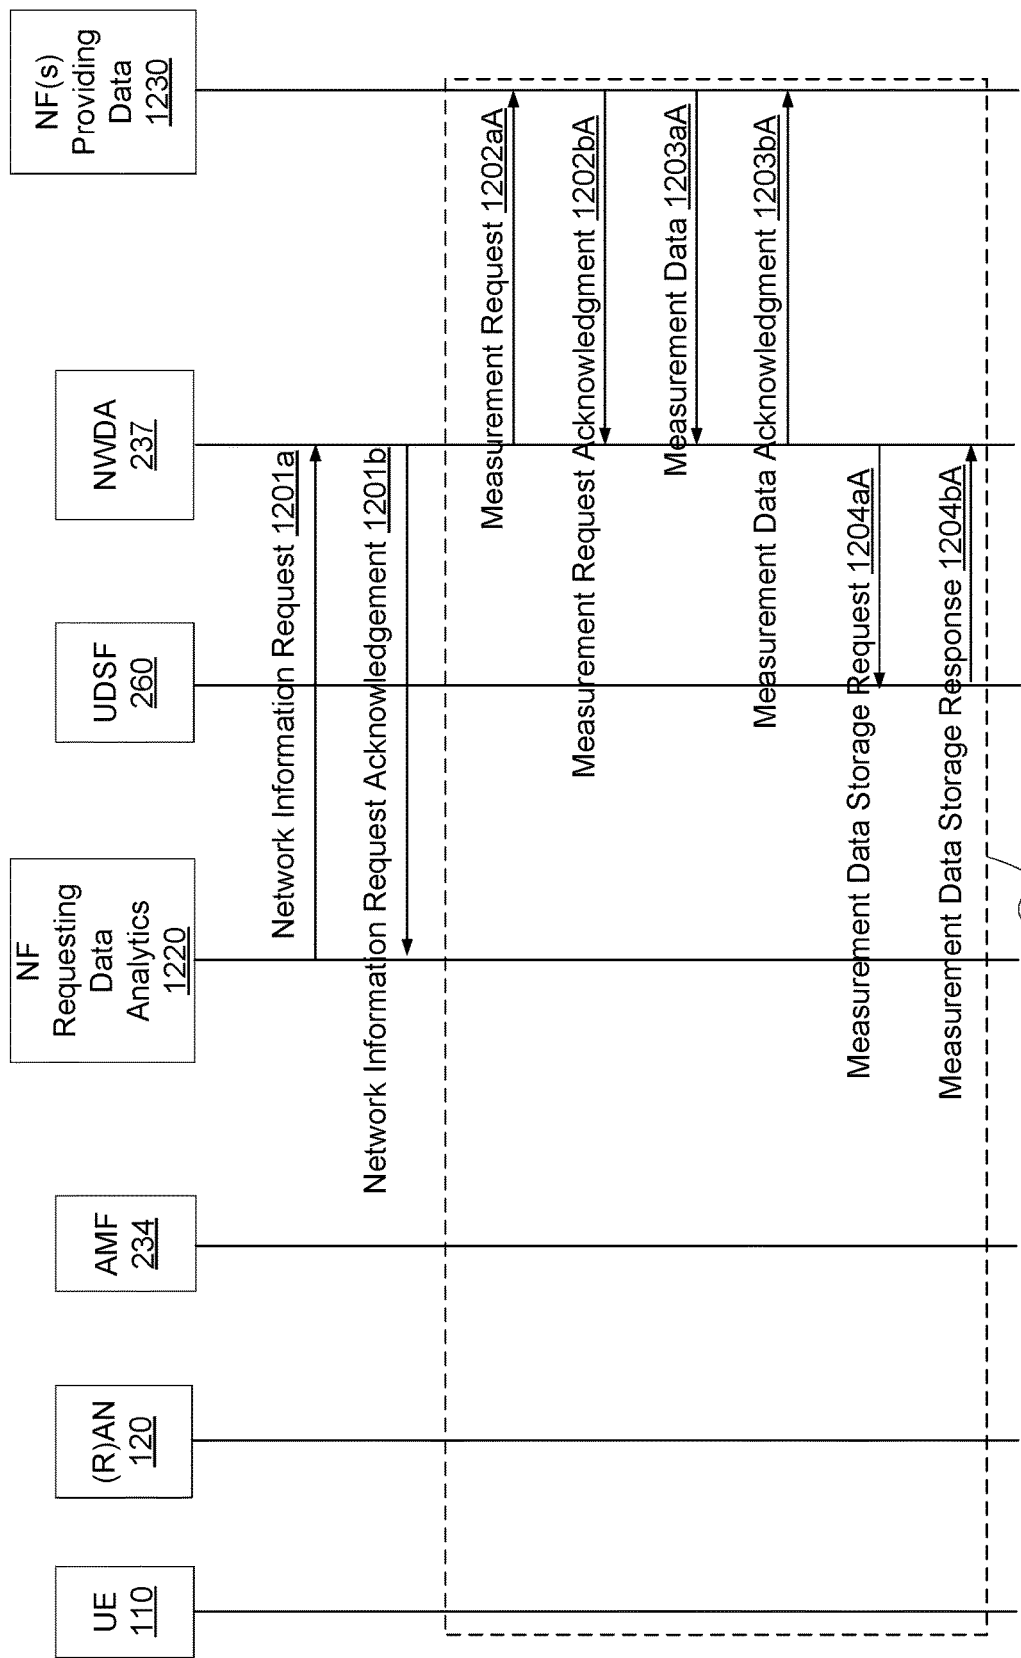 UE
110
(R)AN
120
AMF
234
NF
Requesting
Data
Analytics
1220
UDSF
260
NWDA
237
NF(s)
Providing
Data
1230
Network Information Request 1201a
Network Information Request Acknowledgement 1201b
Measurement Request 1202aA
Measurement Request Acknowledgment 1202bA
Measurement Data 1203aA
Measurement Data Acknowledgment 1203bA
Measurement Data Storage Request 1204aA
Measurement Data Storage Response 1204bA